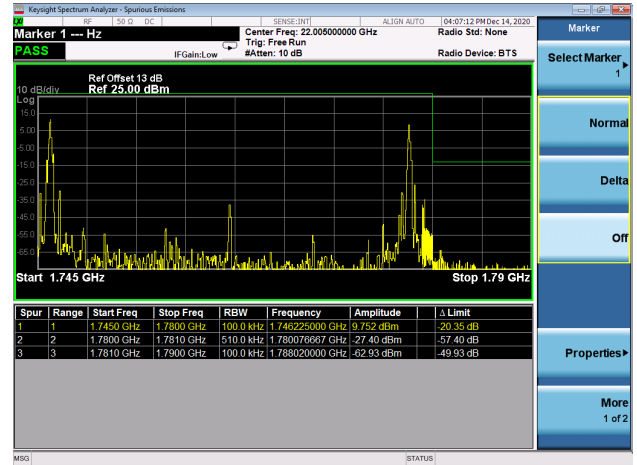 Keysight Spectrum Analyzer - Spurious Emissions
LXI RF 50 Ω DC SENSE:INT ALIGN AUTO 04:07:12 PM Dec 14, 2020
Marker 1 --- Hz Center Freq: 22.005000000 GHz Radio Std: None
Trig: Free Run
PASS IFGain:Low #Atten: 10 dB Radio Device: BTS
Ref Offset 13 dB
10 dB/div Ref 25.00 dBm
Log
15.0
5.00
-5.00
-15.0
-25.0
-35.0
-45.0
-55.0
-65.0
Start 1.745 GHz Stop 1.79 GHz
Spur Range Start Freq Stop Freq RBW Frequency Amplitude Δ Limit
1 1 1.7450 GHz 1.7800 GHz 100.0 kHz 1.746225000 GHz 9.752 dBm -20.35 dB
2 2 1.7800 GHz 1.7810 GHz 510.0 kHz 1.780076667 GHz -27.40 dBm -57.40 dB
3 3 1.7810 GHz 1.7900 GHz 100.0 kHz 1.788020000 GHz -62.93 dBm -49.93 dB
MSG STATUS
Marker
Select Marker
1
Normal
Delta
Off
Properties
More
1 of 2